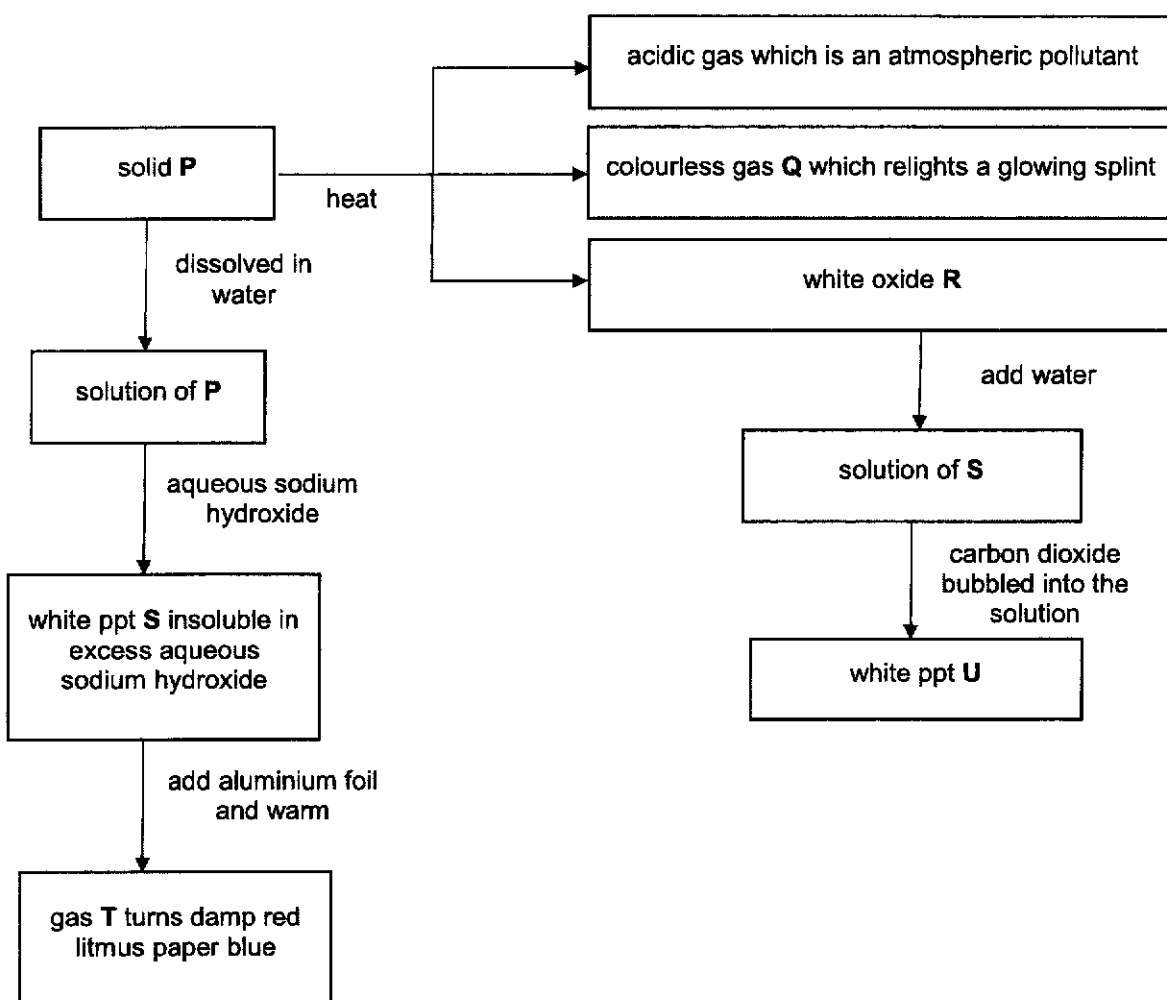 acidic gas which is an atmospheric pollutant
solid P
heat
colourless gas Q which relights a glowing splint
white oxide R
dissolved in
water
add water
solution of P
solution of S
aqueous sodium
hydroxide
carbon dioxide
bubbled into the
solution
white ppt S insoluble in
excess aqueous
sodium hydroxide
white ppt U
add aluminium foil
and warm
gas T turns damp red
litmus paper blue